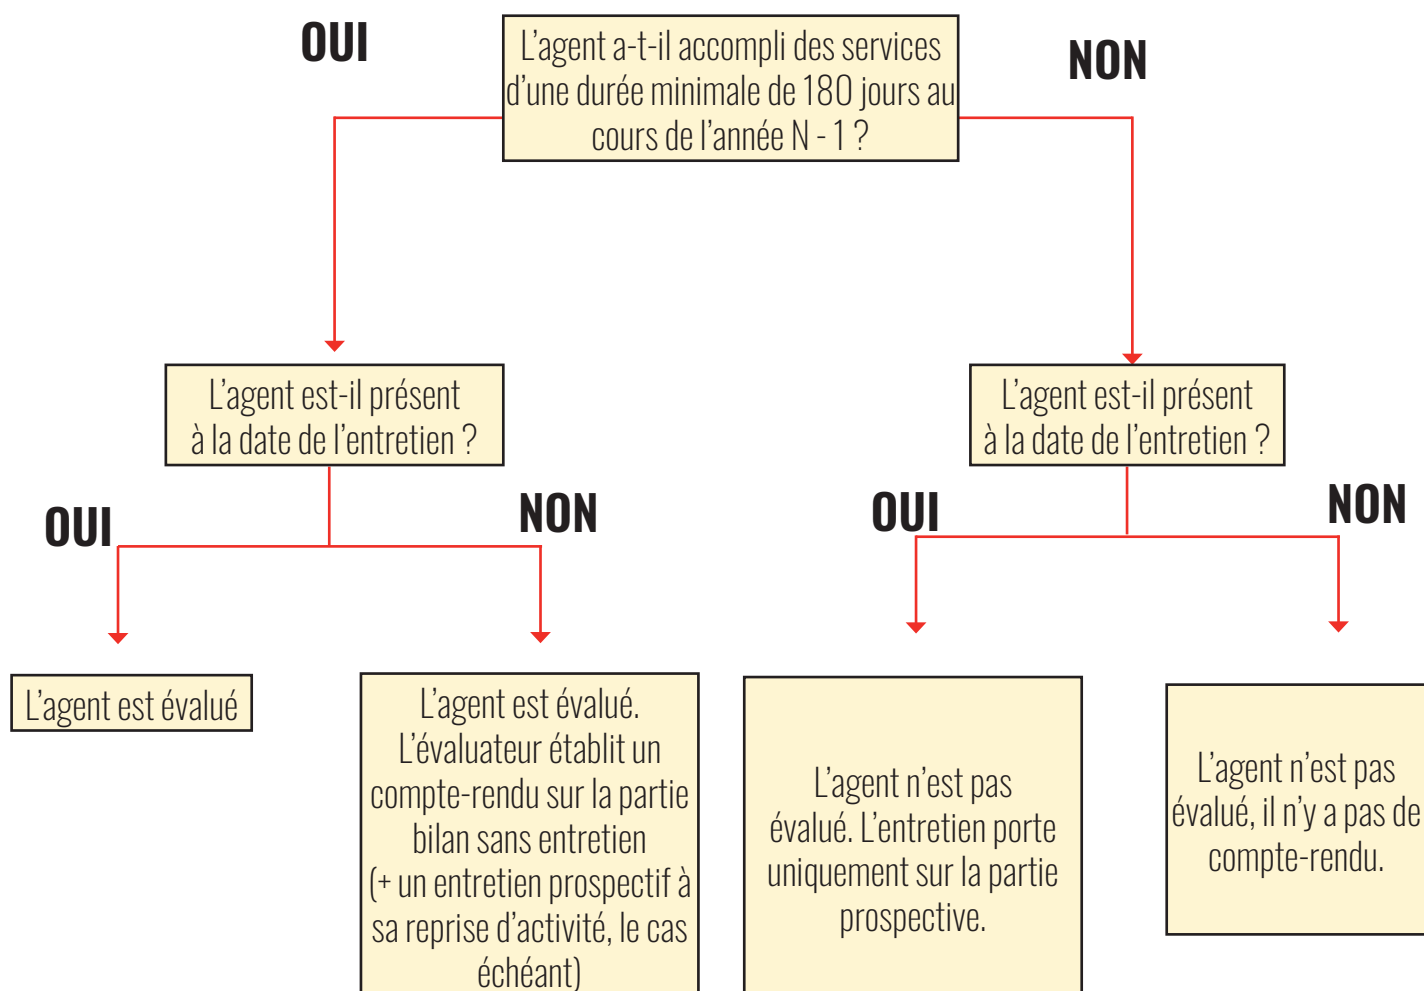 OUI
L'agent a-t-il accompli des services
d'une durée minimale de 180 jours au
cours de l'année N - 1 ?
NON
L'agent est-il présent
à la date de l'entretien ?
L'agent est-il présent
à la date de l'entretien ?
OUI
NON
OUI
NON
L'agent est évalué
L'agent est évalué.
L'évaluateur établit un
compte-rendu sur la partie
bilan sans entretien
(+ un entretien prospectif à
sa reprise d'activité, le cas
échéant)
L'agent n'est pas
évalué. L'entretien porte
uniquement sur la partie
prospective.
L'agent n'est pas
évalué, il n'y a pas de
compte-rendu.